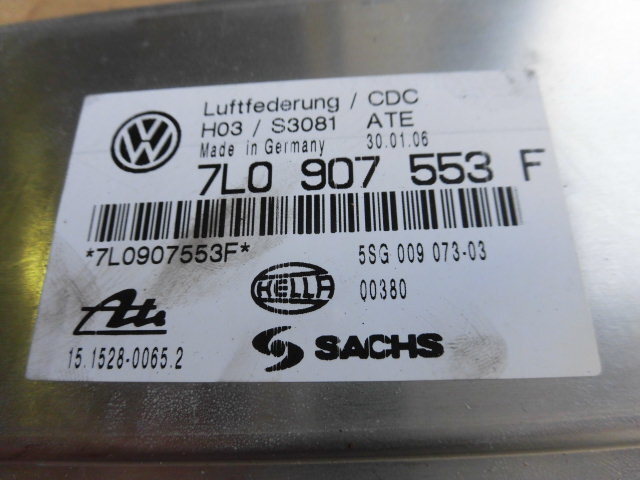 Luftfederung / CDC
H03 / S3081 ATE
Made in Germany 30.01.06
7L0 907 553 F
*7L0907553F*
5SG 009 073-03
HELLA 00380
Ate
SACHS
15.1528-0065.2